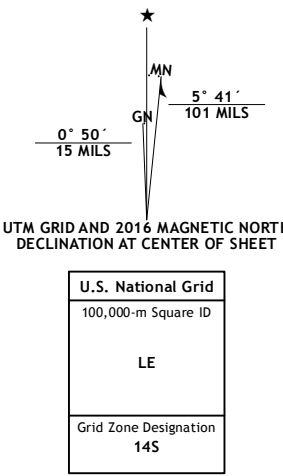 ★
MN
5° 41´
101 MILS
GN
0° 50´
15 MILS
UTM GRID AND 2016 MAGNETIC NORTH
DECLINATION AT CENTER OF SHEET
U.S. National Grid
100,000-m Square ID
LE
Grid Zone Designation
14S